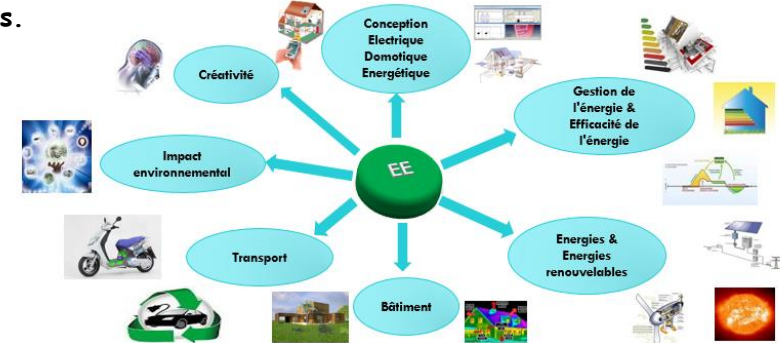 s.
Conception
Electrique
Domotique
Energétique
Créativité
Gestion de
l'énergie &
Efficacité de
l'énergie
Impact
environnemental
EE
Transport
Bâtiment
Energies &
Energies
renouvelables